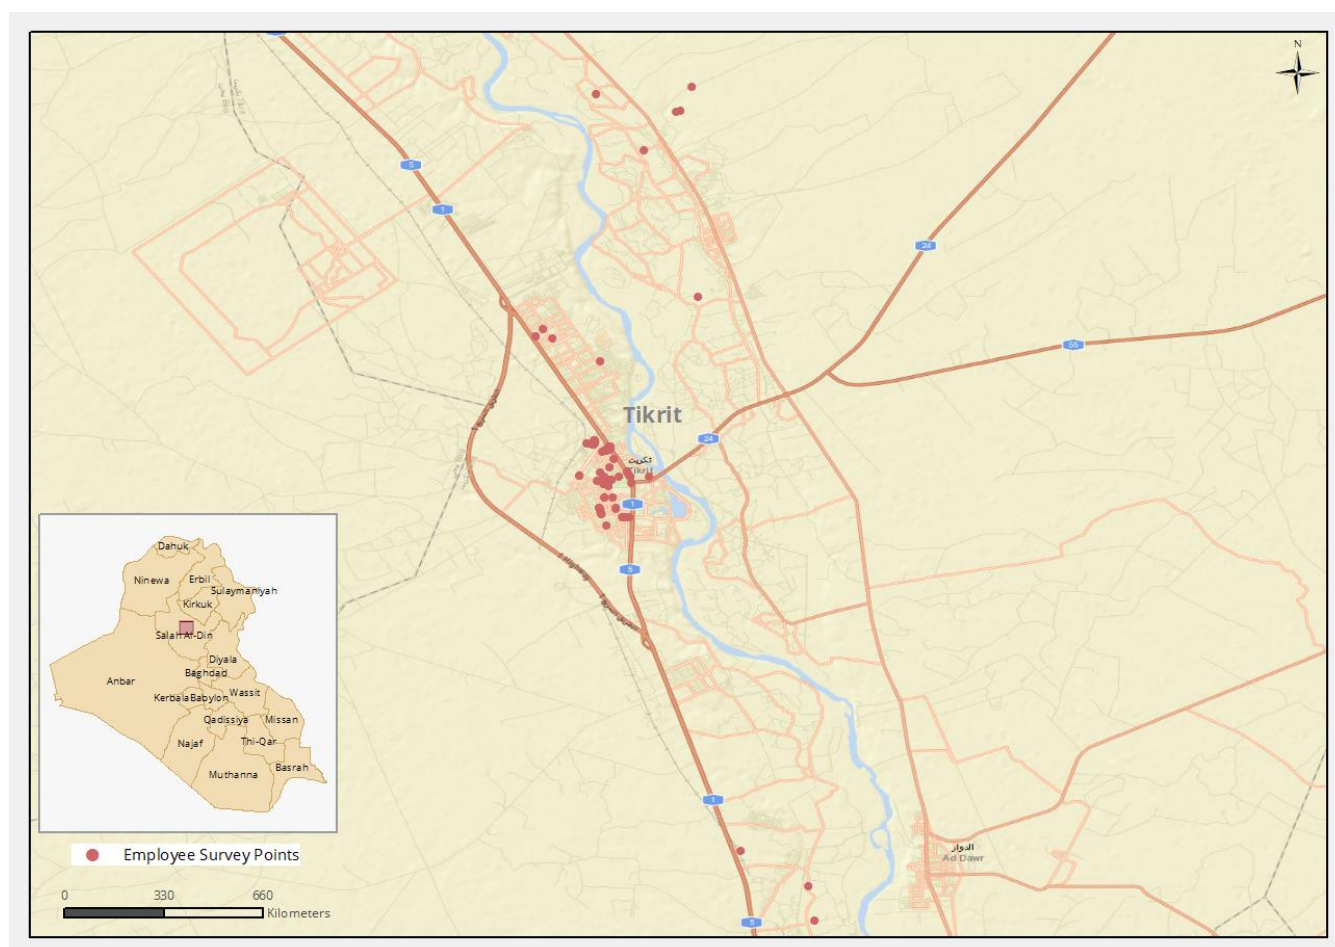 N
5
1
24
55
Tikrit
24
تكريت
Tikrit
1
5
1 Highway
Dahuk
Ninewa
Erbil
Sulaymaniyah
Kirkuk
Salah Al-Din
Diyala
Baghdad
Anbar
Kerbala
Babylon
Wassit
Qadissiya
Missan
Najaf
Thi-Qar
Basrah
Muthanna
1
Employee Survey Points
الدوار
Ad Dawr
0 330 660
Kilometers
5